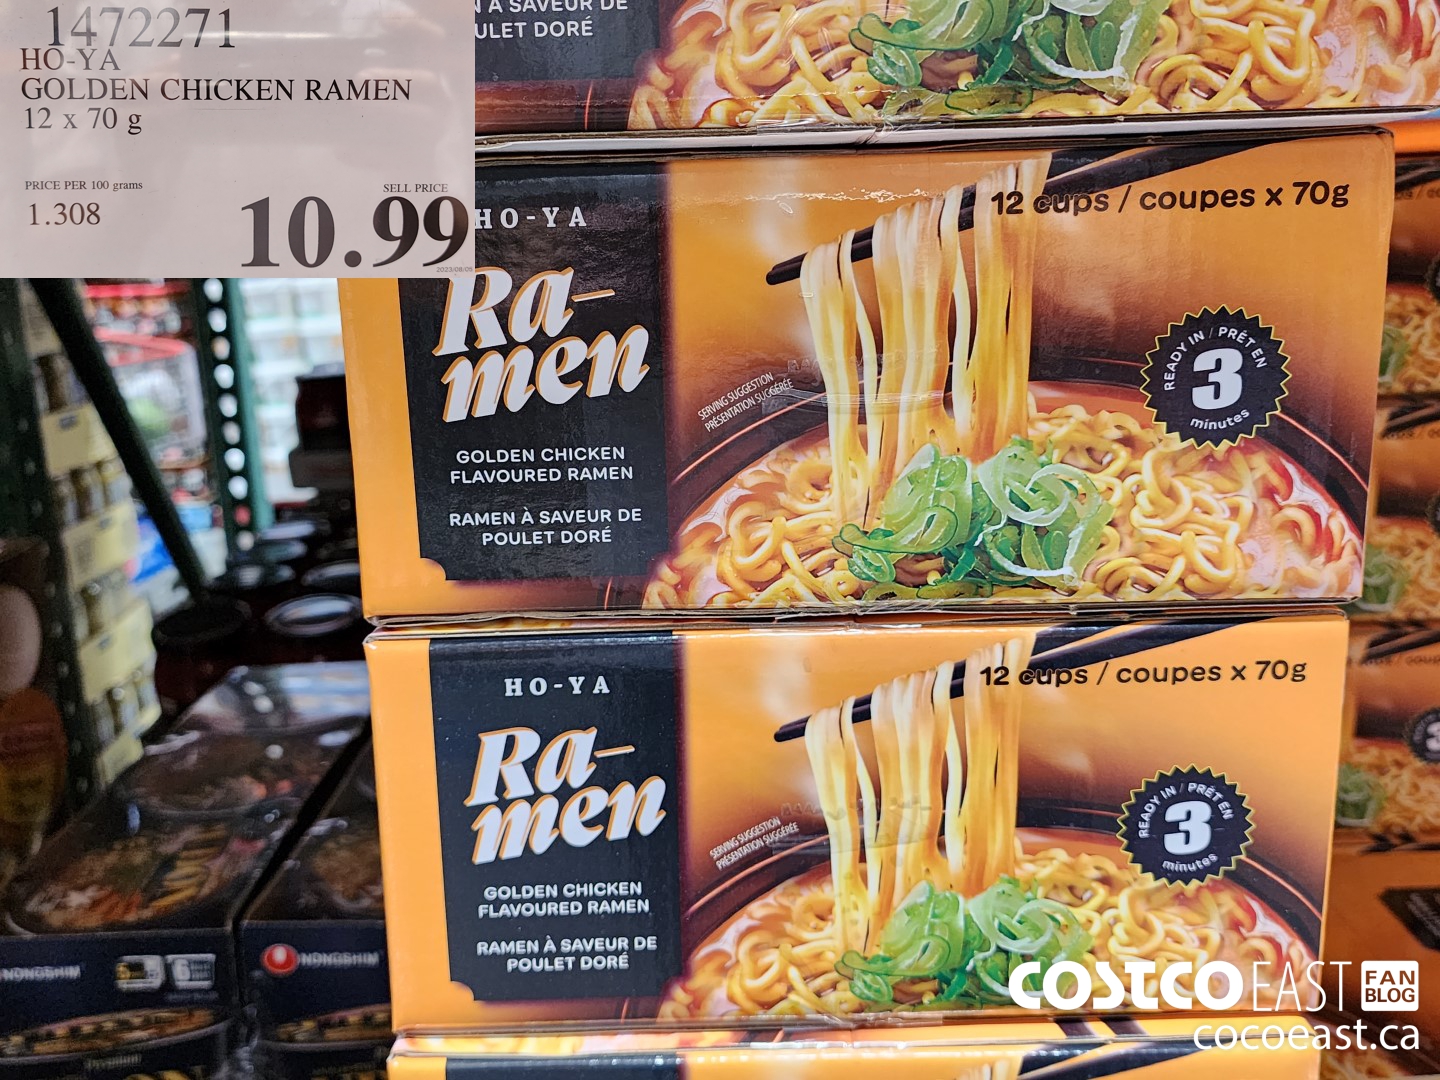 1472271
HO-YA
GOLDEN CHICKEN RAMEN
12 x 70 g
PRICE PER 100 grams
1.308
SELL PRICE
10.99
2023/08/05
À SAVEUR DE
POULET DORÉ
HO-YA
Ra-
men
GOLDEN CHICKEN
FLAVOURED RAMEN
RAMEN À SAVEUR DE
POULET DORÉ
12 cups / coupes x 70g
SERVING SUGGESTION
PRÉSENTATION SUGGÉRÉE
READY IN / PRÊT EN
3
minutes
HO-YA
Ra-
men
GOLDEN CHICKEN
FLAVOURED RAMEN
RAMEN À SAVEUR DE
POULET DORÉ
12 cups / coupes x 70g
SERVING SUGGESTION
PRÉSENTATION SUGGÉRÉE
READY IN / PRÊT EN
3
minutes
NONGSHIM
NONGSHIM
COSTCO EAST FAN BLOG
cocoeast.ca